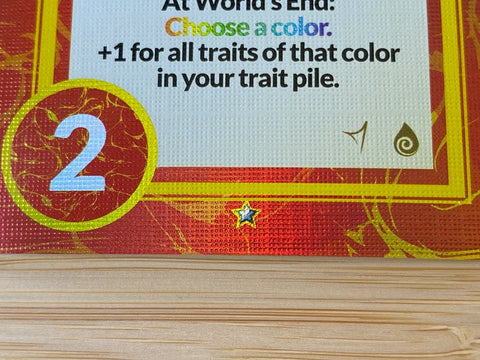 At World's End:
Choose a color.
+1 for all traits of that color
in your trait pile.
2